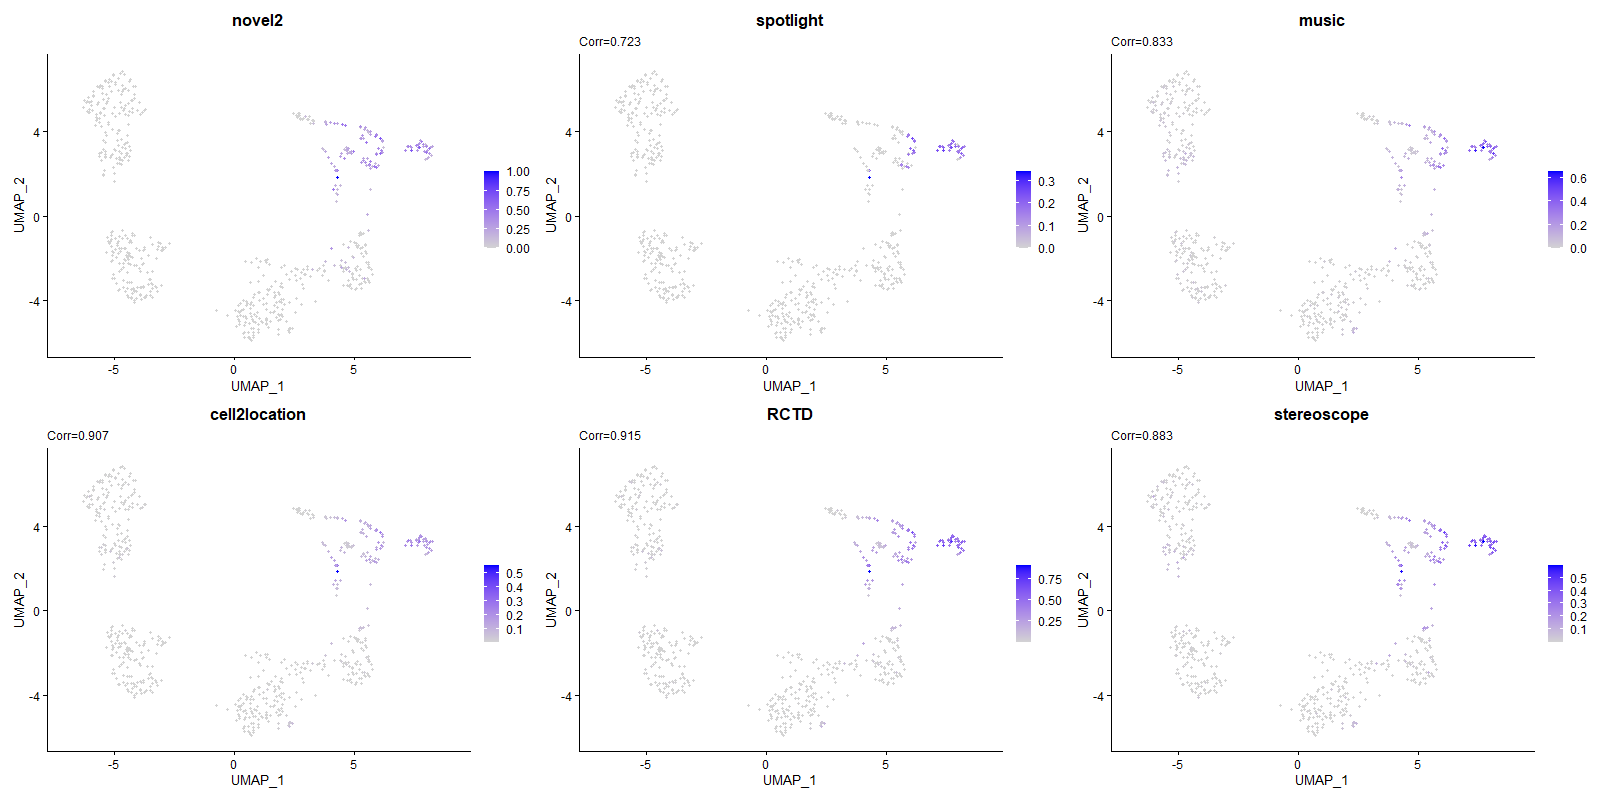 novel2
4
0
-4
-5
0
5
UMAP_2
UMAP_1
1.00
0.75
0.50
0.25
0.00
spotlight
Corr=0.723
4
0
-4
-5
0
5
UMAP_2
UMAP_1
0.3
0.2
0.1
0.0
music
Corr=0.833
4
0
-4
-5
0
5
UMAP_2
UMAP_1
0.6
0.4
0.2
0.0
cell2location
Corr=0.907
4
0
-4
-5
0
5
UMAP_2
UMAP_1
0.5
0.4
0.3
0.2
0.1
RCTD
Corr=0.915
4
0
-4
-5
0
5
UMAP_2
UMAP_1
0.75
0.50
0.25
stereoscope
Corr=0.883
4
0
-4
-5
0
5
UMAP_2
UMAP_1
0.5
0.4
0.3
0.2
0.1